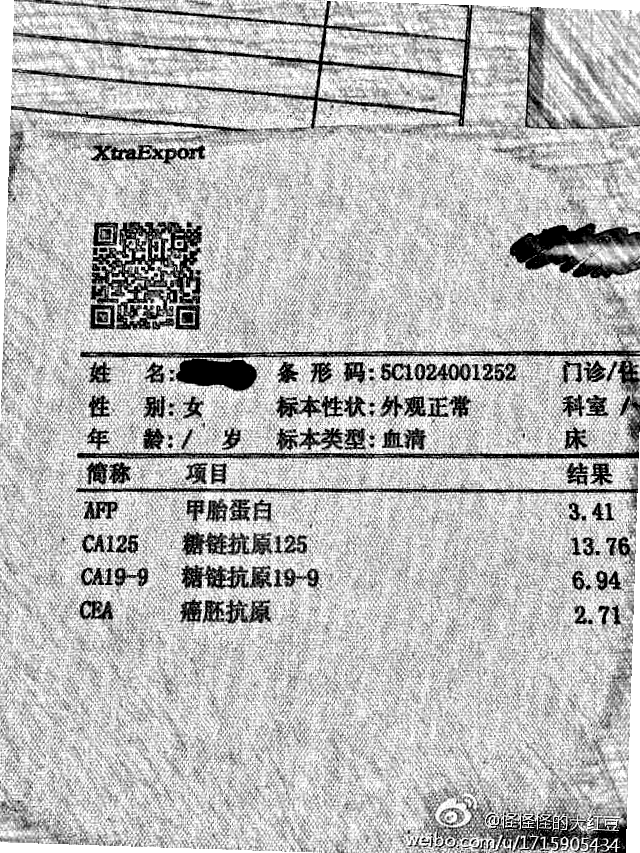 XtraExport
姓 名: 条 形 码: 5C1024001252 门诊/住
性 别: 女 标本性状: 外观正常 科室 /
年 龄: / 岁 标本类型: 血清 床
简称 项目 结果
AFP 甲胎蛋白 3.41
CA125 糖链抗原125 13.76
CA19-9 糖链抗原19-9 6.94
CEA 癌胚抗原 2.71
@怪怪怪的大红豆
weibo.com/u/1715905434